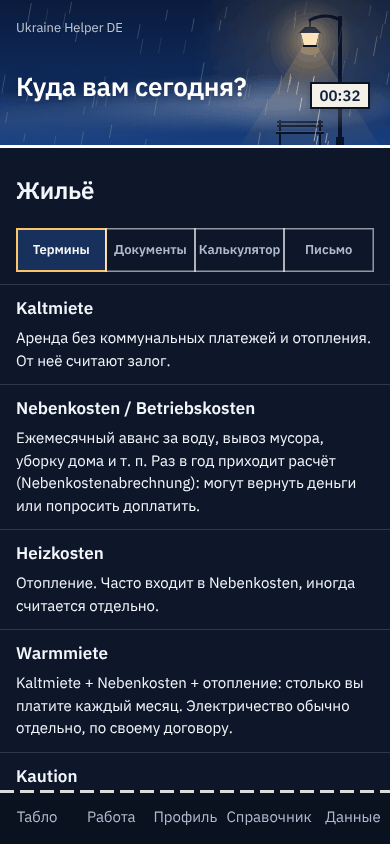 Ukraine Helper DE
Куда вам сегодня?
00:32
Жильё
Термины
Документы
Калькулятор
Письмо
Kaltmiete
Аренда без коммунальных платежей и отопления.
От неё считают залог.
Nebenkosten / Betriebskosten
Ежемесячный аванс за воду, вывоз мусора,
уборку дома и т. п. Раз в год приходит расчёт
(Nebenkostenabrechnung): могут вернуть деньги
или попросить доплатить.
Heizkosten
Отопление. Часто входит в Nebenkosten, иногда
считается отдельно.
Warmmiete
Kaltmiete + Nebenkosten + отопление: столько вы
платите каждый месяц. Электричество обычно
отдельно, по своему договору.
Kaution
Табло
Работа
Профиль
Справочник
Данные